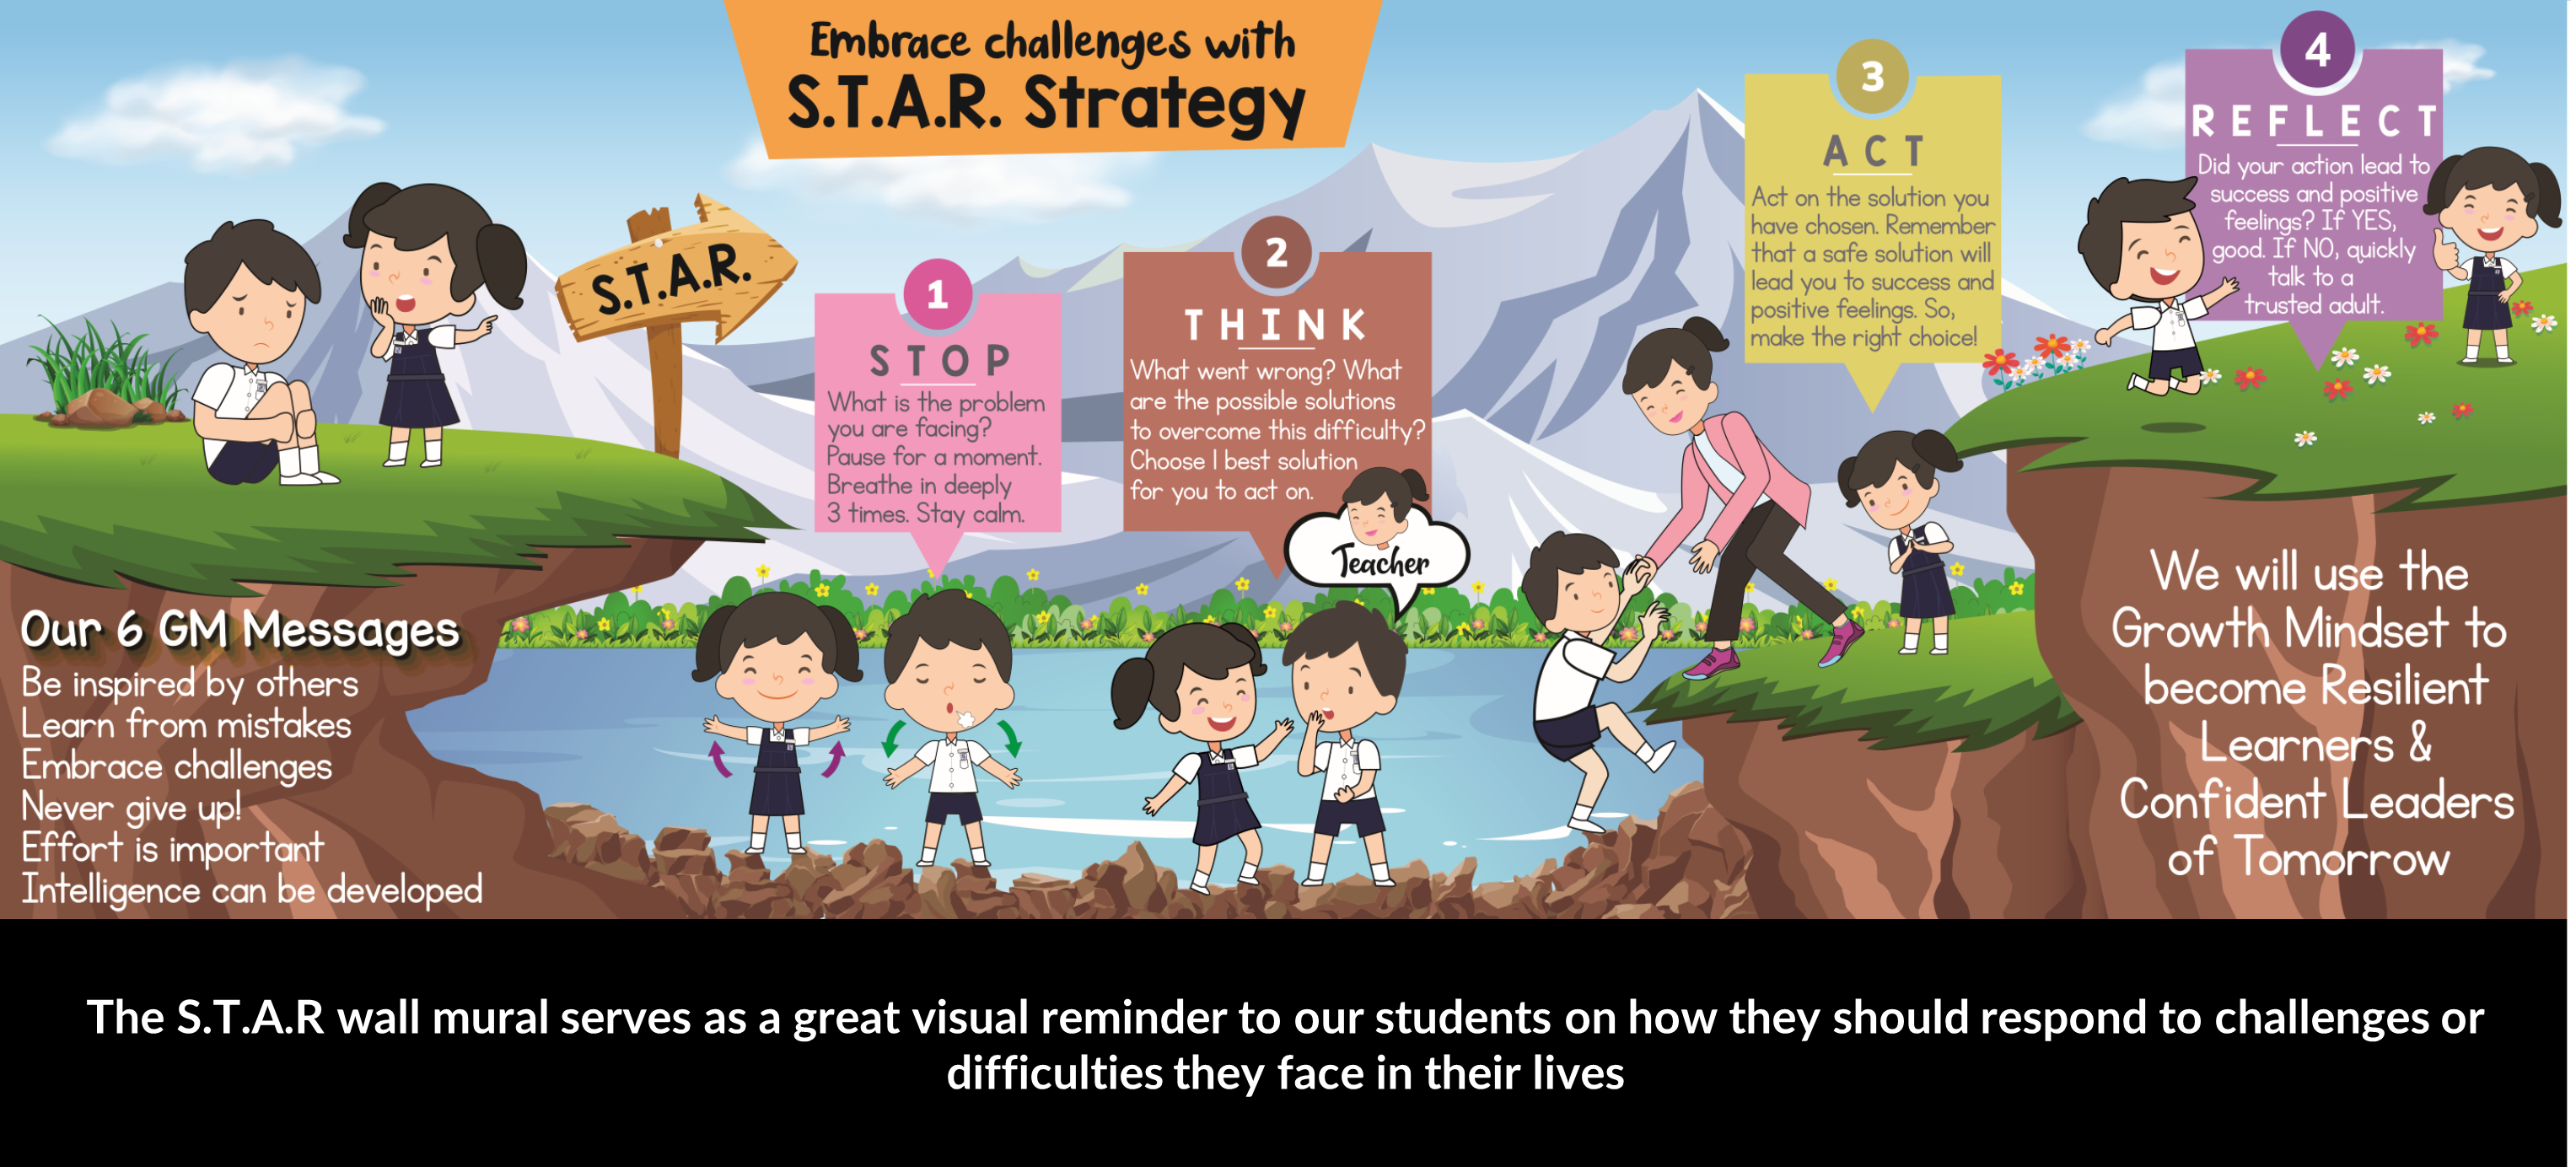 Embrace challenges with
S.T.A.R. Strategy
S.T.A.R.
1
STOP
What is the problem
you are facing?
Pause for a moment.
Breathe in deeply
3 times. Stay calm.
2
THINK
What went wrong? What
are the possible solutions
to overcome this difficulty?
Choose 1 best solution
for you to act on.
Teacher
3
ACT
Act on the solution you
have chosen. Remember
that a safe solution will
lead you to success and
positive feelings. So,
make the right choice!
4
REFLECT
Did your action lead to
success and positive
feelings? If YES,
good. If NO, quickly
talk to a
trusted adult.
Our 6 GM Messages
Be inspired by others
Learn from mistakes
Embrace challenges
Never give up!
Effort is important
Intelligence can be developed
We will use the
Growth Mindset to
become Resilient
Learners &
Confident Leaders
of Tomorrow
The S.T.A.R wall mural serves as a great visual reminder to our students on how they should respond to challenges or
difficulties they face in their lives